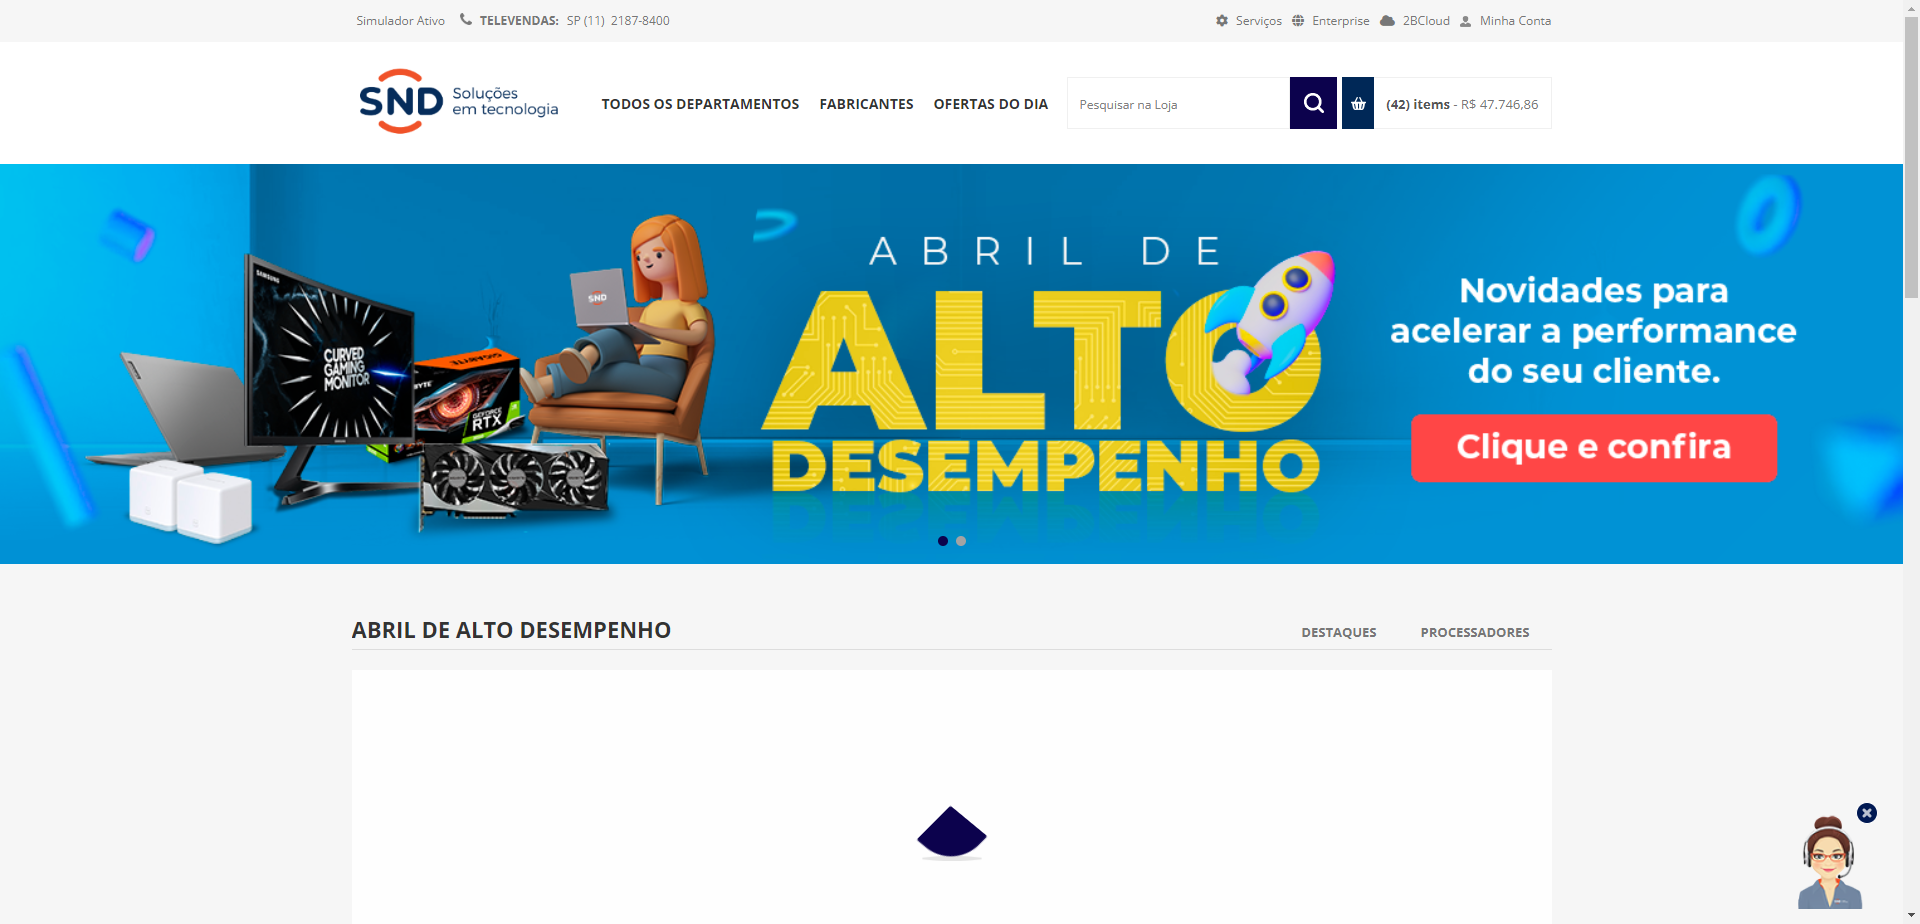 Simulador Ativo TELEVENDAS: SP (11) 2187-8400 Serviços Enterprise 2BCloud Minha Conta
SND Soluções em tecnologia
TODOS OS DEPARTAMENTOS FABRICANTES OFERTAS DO DIA
Pesquisar na Loja
(42) items - R$ 47.746,86
SAMSUNG
CURVED
GAMING
MONITOR
GIGABYTE
GEFORCE
RTX
SND
ABRIL DE
ALTO
DESEMPENHO
Novidades para
acelerar a performance
do seu cliente.
Clique e confira
ABRIL DE ALTO DESEMPENHO
DESTAQUES PROCESSADORES